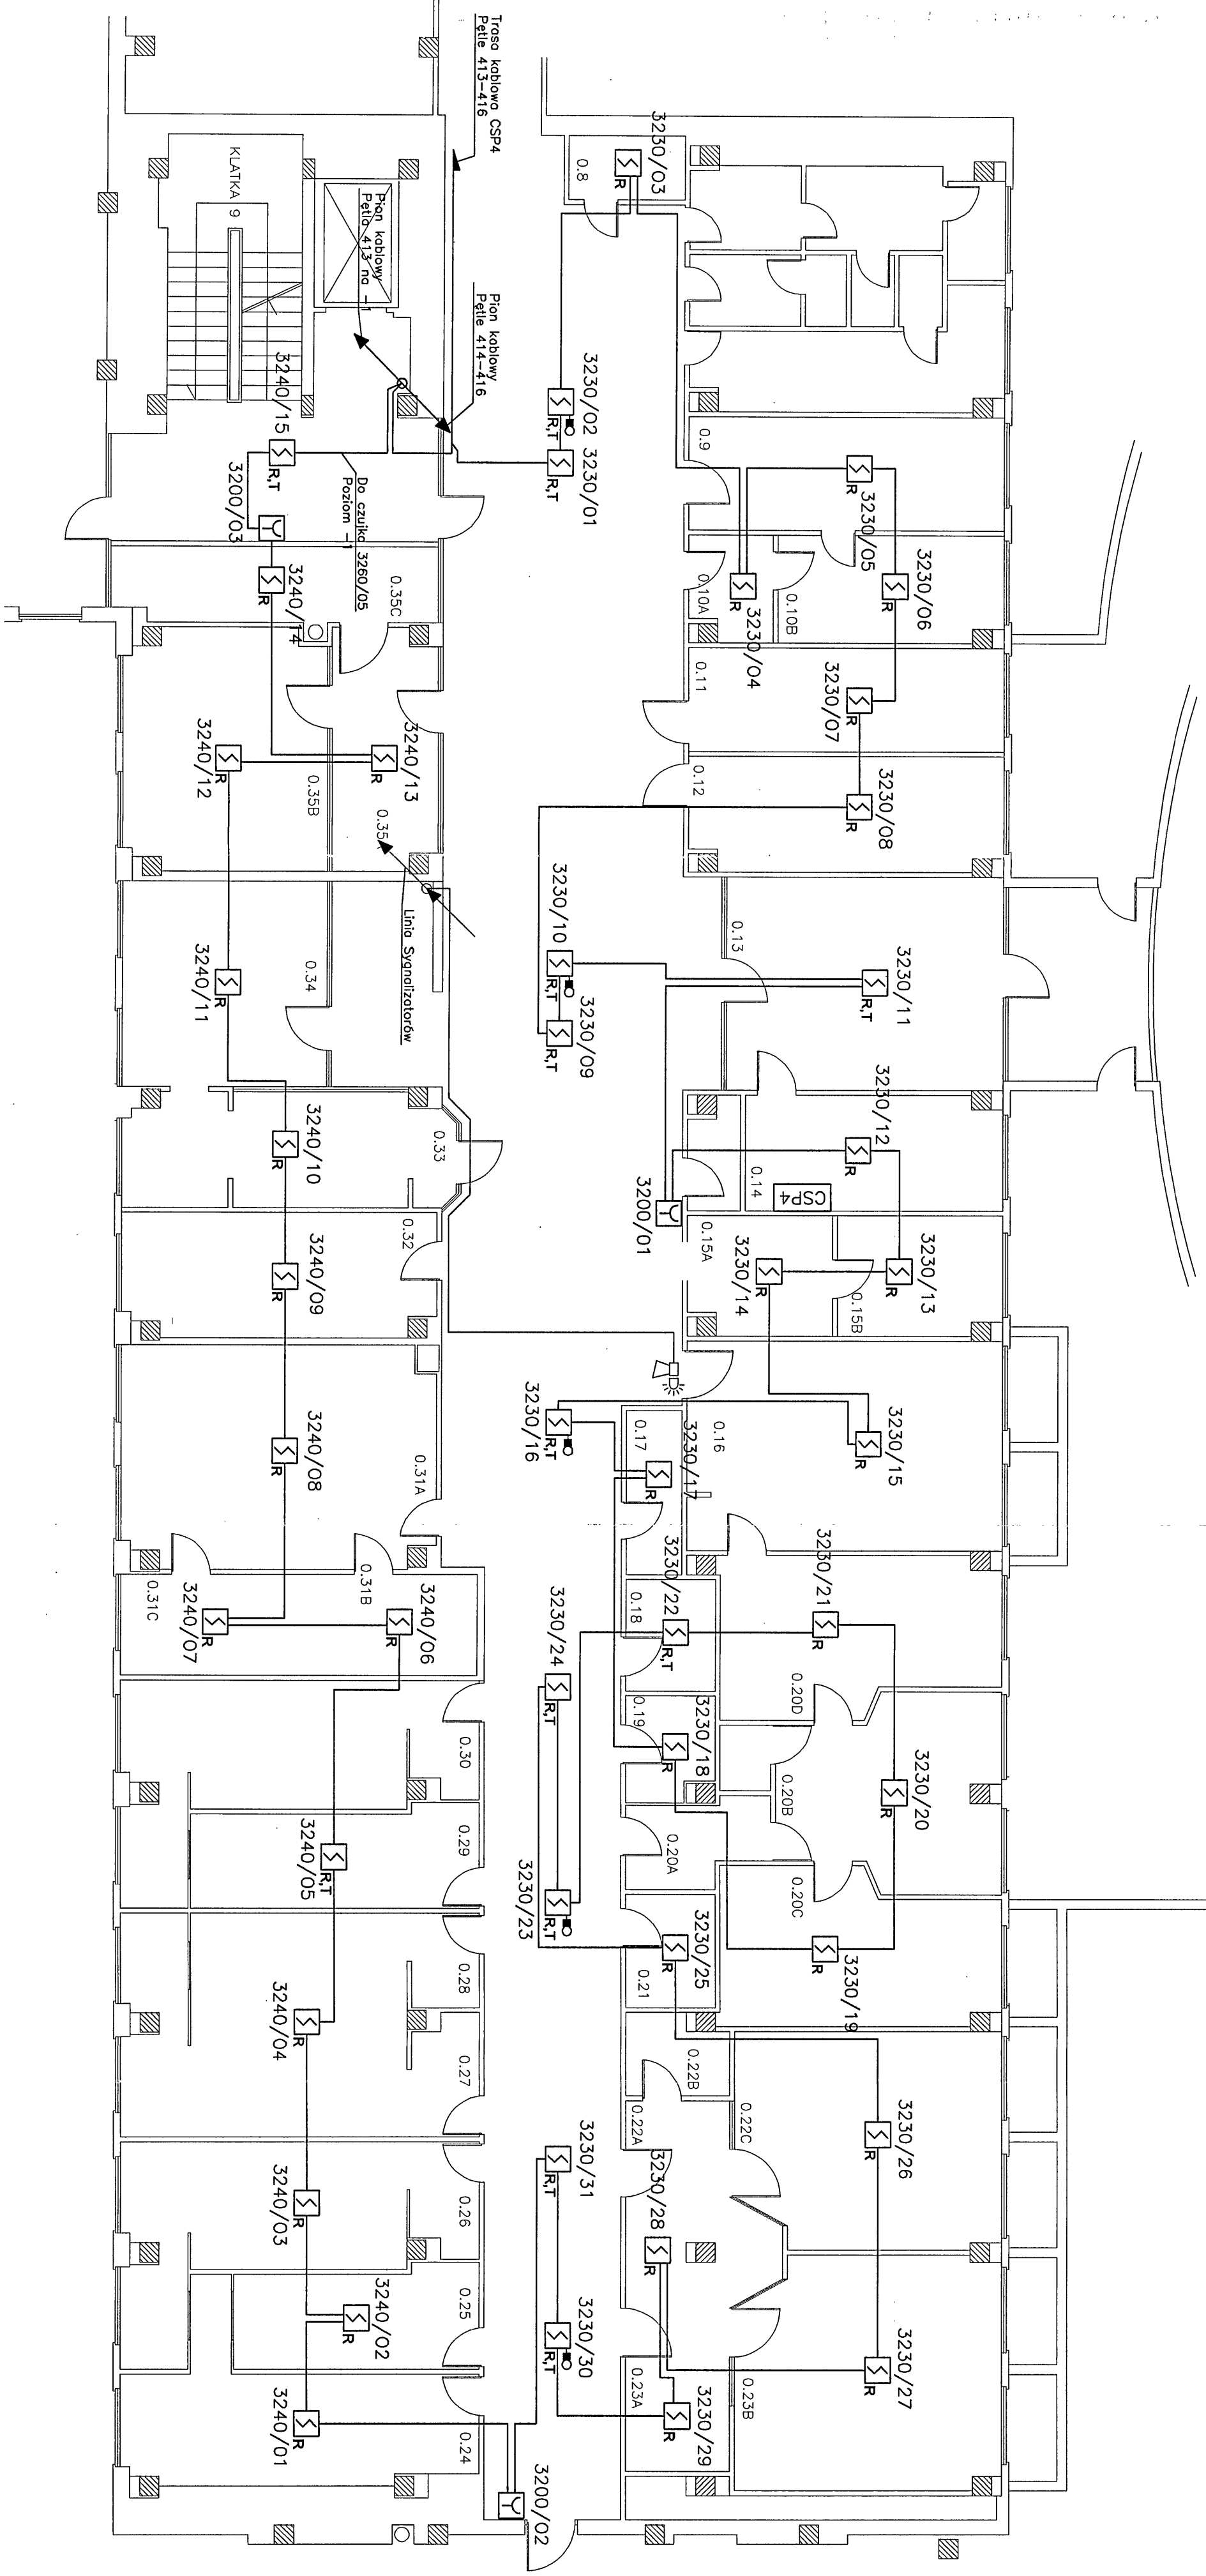 Trasa kablowa CSP4
Pętle 413-416
KLATKA 9
Pion kablowy
Pętla 413 na -1
Pion kablowy
Pętle 414-416
Do czujka 3260/05
Poziom -1
Linia Sygnalizatorów
CSP4
3230/03
R
0.8
3230/02
R,T
3230/01
R,T
0.9
3230/05
R
3230/06
R
0.10A
0.10B
3230/04
R
0.11
3230/07
R
0.12
3230/08
R
3230/10
R,T
3230/09
R,T
0.13
3230/11
R,T
3230/12
R
0.14
3200/01
0.15A
3230/13
R
3230/14
R
0.15B
3230/15
R
0.16
3230/16
R,T
0.17
3230/17
R
3230/21
R
3230/22
R,T
0.18
3230/24
R,T
0.19
3230/18
R
0.20D
0.20B
3230/20
R
0.20A
0.20C
3230/23
R,T
3230/25
R
0.21
3230/19
R
0.22B
0.22A
0.22C
3230/26
R
3230/31
R,T
3230/28
R
3230/30
R,T
0.23A
0.23B
3230/27
R
3230/29
R
3200/02
3240/15
R,T
3200/03
3240/14
R
0.35C
3240/13
R
3240/12
R
0.35B
0.35A
3240/11
R
0.34
3240/10
R
0.33
0.32
3240/09
R
3240/08
R
0.31A
0.31B
0.31C
3240/07
R
3240/06
R
0.30
3240/05
R,T
0.29
0.28
3240/04
R
0.27
3240/03
R
0.26
0.25
3240/02
R
3240/01
R
0.24